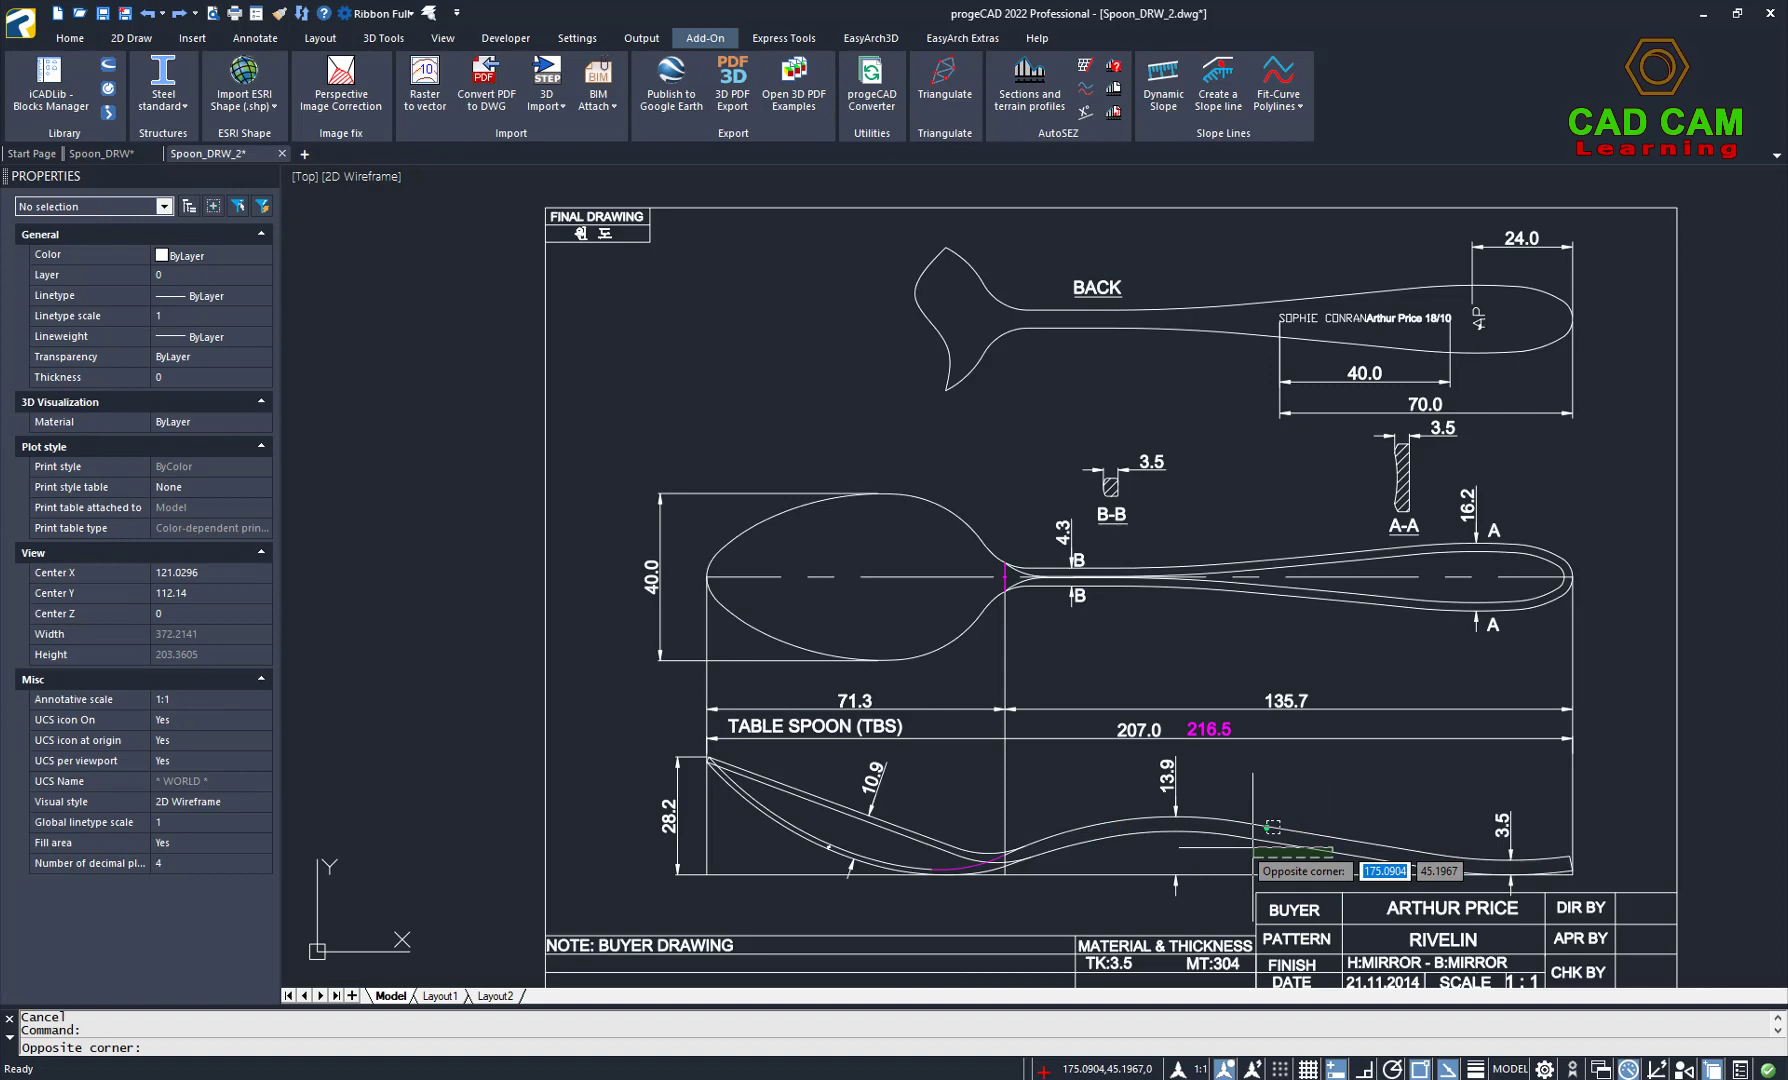 Ribbon Full
progeCAD 2022 Professional - [Spoon_DRW_2.dwg*]
Home 2D Draw Insert Annotate Layout 3D Tools View Developer Settings Output Add-On Express Tools EasyArch3D EasyArch Extras Help
iCADLib - Blocks Manager
Library
Steel standard
Structures
Import ESRI Shape (.shp)
ESRI Shape
Perspective Image Correction
Image fix
Raster to vector
Convert PDF to DWG
3D Import
BIM Attach
Import
Publish to Google Earth
3D PDF Export
Open 3D PDF Examples
Export
progeCAD Converter
Utilities
Triangulate
Triangulate
Sections and terrain profiles
AutoSEZ
Dynamic Slope
Create a Slope line
Fit-Curve Polylines
Slope Lines
CAD CAM
Learning
Start Page Spoon_DRW* Spoon_DRW_2*
PROPERTIES
No selection
General
Color ByLayer
Layer 0
Linetype ByLayer
Linetype scale 1
Lineweight ByLayer
Transparency ByLayer
Thickness 0
3D Visualization
Material ByLayer
Plot style
Print style ByColor
Print style table None
Print table attached to Model
Print table type Color-dependent prin...
View
Center X 121.0296
Center Y 112.14
Center Z 0
Width 372.2141
Height 203.3605
Misc
Annotative scale 1:1
UCS icon On Yes
UCS icon at origin Yes
UCS per viewport Yes
UCS Name * WORLD *
Visual style 2D Wireframe
Global linetype scale 1
Fill area Yes
Number of decimal pl... 4
[Top] [2D Wireframe]
FINAL DRAWING
24.0
BACK
SOPHIE CONRAN Arthur Price 18/10
AP
40.0
70.0
3.5
3.5
B-B
A-A
16.2
4.3
A
B
40.0
B
A
71.3
135.7
TABLE SPOON (TBS)
207.0 216.5
10.9
13.9
28.2
3.5
Opposite corner: 175.0904 45.1967
BUYER ARTHUR PRICE DIR BY
PATTERN RIVELIN APR BY
FINISH H:MIRROR - B:MIRROR CHK BY
DATE 21.11.2014 SCALE 1 : 1
NOTE: BUYER DRAWING
MATERIAL & THICKNESS
TK:3.5 MT:304
Y
X
Model Layout1 Layout2
Cancel
Command:
Opposite corner:
Ready
175.0904,45.1967,0 1:1 MODEL